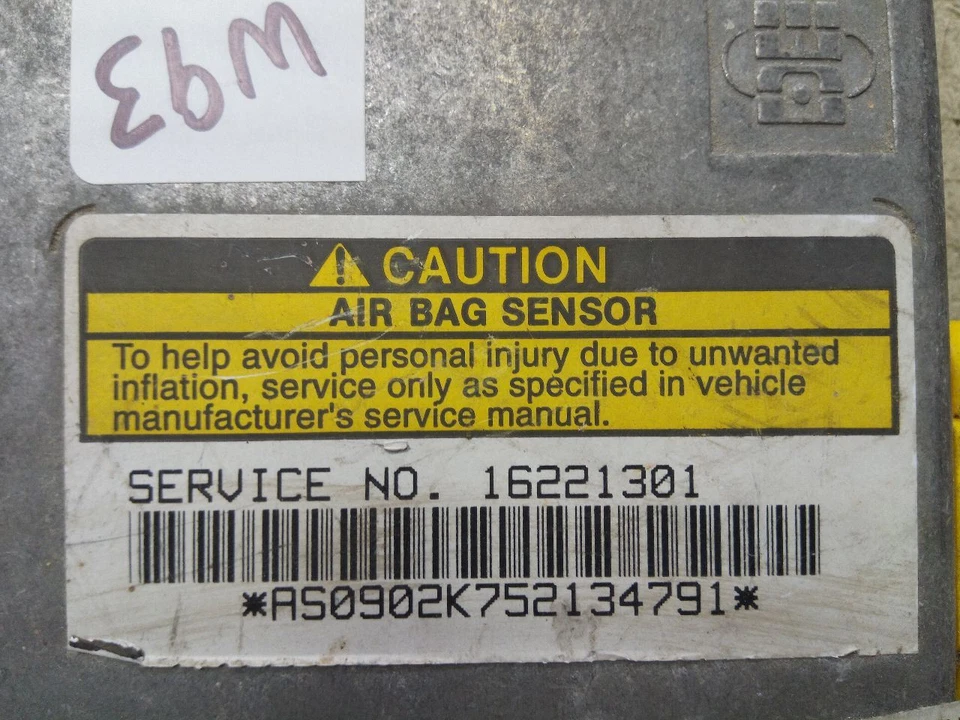 W93
CAUTION
AIR BAG SENSOR
To help avoid personal injury due to unwanted
inflation, service only as specified in vehicle
manufacturer's service manual.
SERVICE NO. 16221301
*AS0902K752134791*